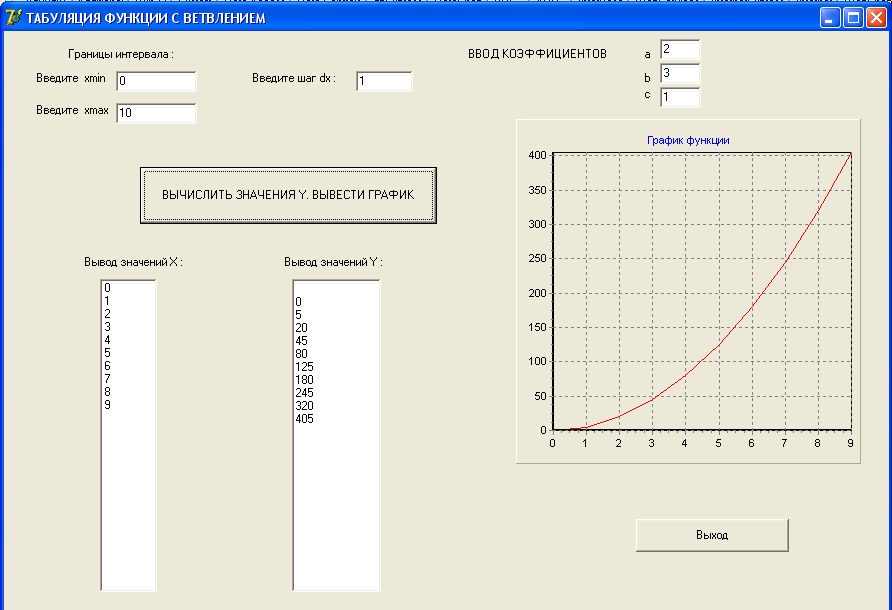 ТАБУЛЯЦИЯ ФУНКЦИИ С ВЕТВЛЕНИЕМ
Границы интервала :
Введите xmin 0
Введите xmax 10
Введите шаг dx : 1
ВВОД КОЭФФИЦИЕНТОВ
a 2
b 3
c 1
ВЫЧИСЛИТЬ ЗНАЧЕНИЯ Y. ВЫВЕСТИ ГРАФИК
Вывод значений X :
0
1
2
3
4
5
6
7
8
9
Вывод значений Y :
0
5
20
45
80
125
180
245
320
405
График функции
400
350
300
250
200
150
100
50
0
0 1 2 3 4 5 6 7 8 9
Выход